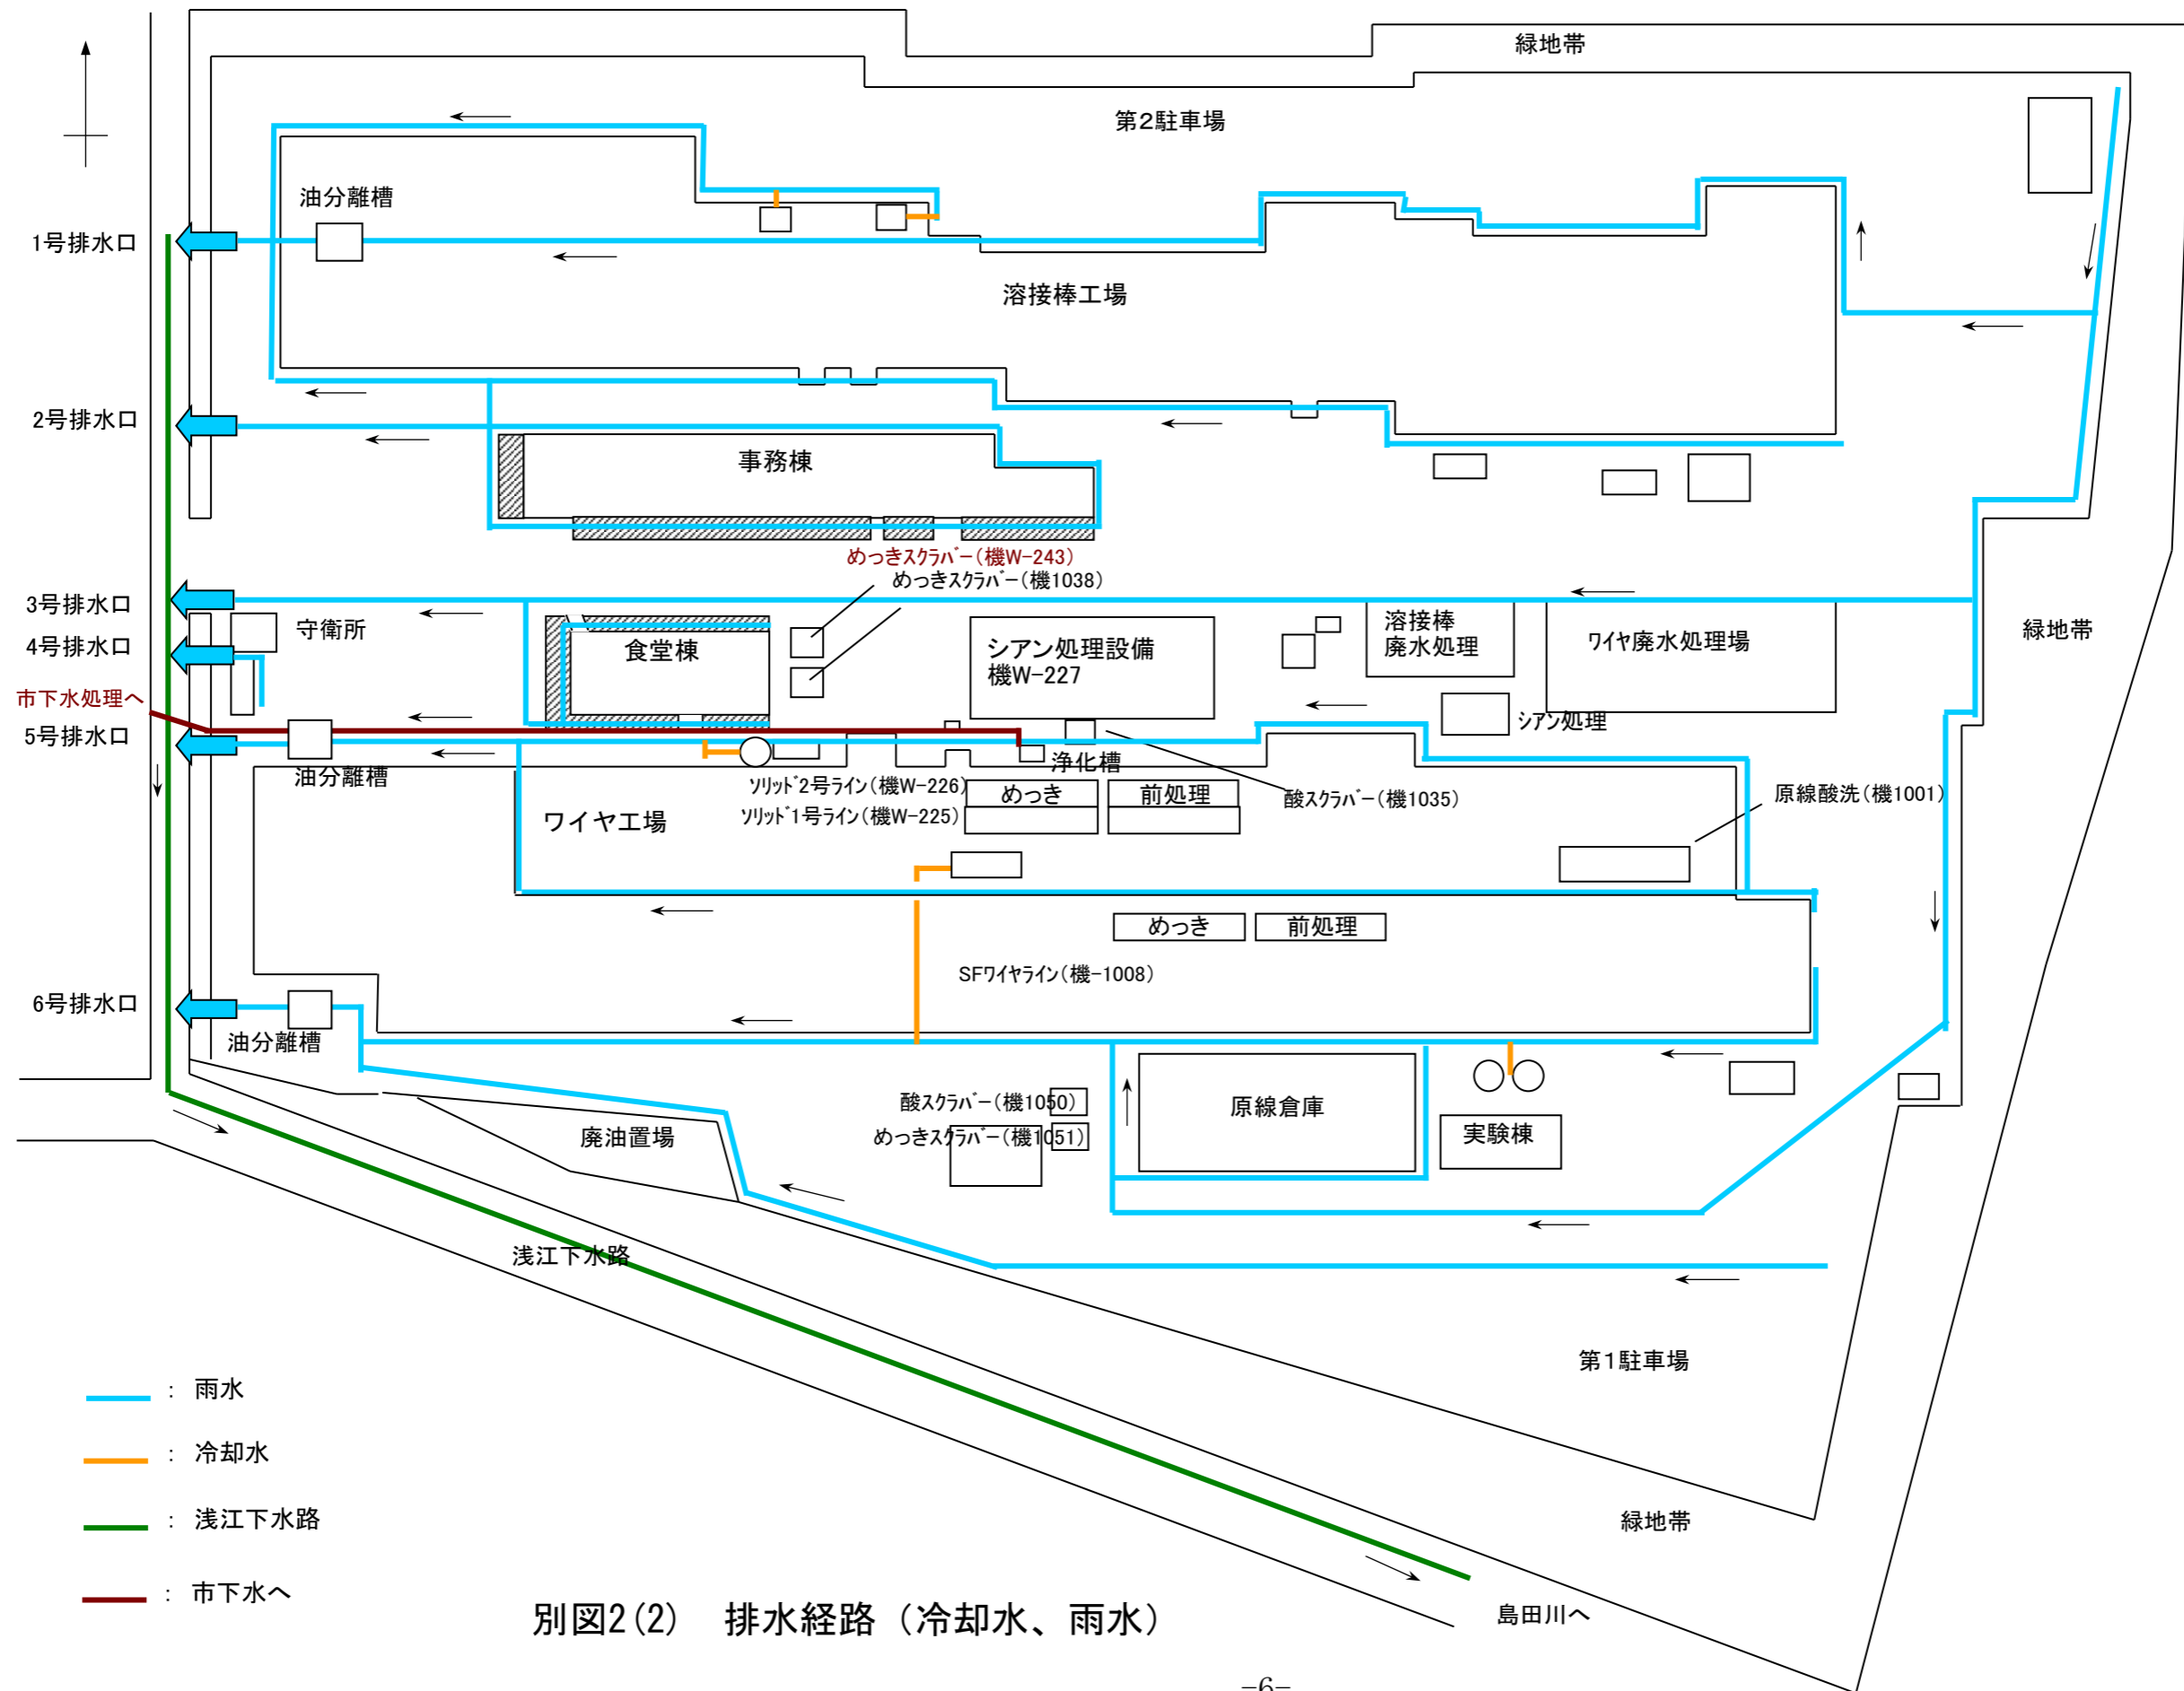 緑地帯
第2駐車場
油分離槽
1号排水口
溶接棒工場
2号排水口
事務棟
めっきスクラバー(機W-243)
めっきスクラバー(機1038)
3号排水口
守衛所
4号排水口
食堂棟
シアン処理設備
機W-227
溶接棒
廃水処理
ワイヤ廃水処理場
緑地帯
市下水処理へ
5号排水口
シアン処理
油分離槽
浄化槽
ソリッド2号ライン(機W-226)
めっき
前処理
酸スクラバー(機1035)
原線酸洗(機1001)
ソリッド1号ライン(機W-225)
ワイヤ工場
めっき
前処理
SFワイヤライン(機-1008)
6号排水口
油分離槽
酸スクラバー(機1050)
原線倉庫
めっきスクラバー(機1051)
廃油置場
実験棟
浅江下水路
第1駐車場
: 雨水
: 冷却水
: 浅江下水路
緑地帯
: 市下水へ
別図2(2) 排水経路(冷却水、雨水)
島田川へ
-6-